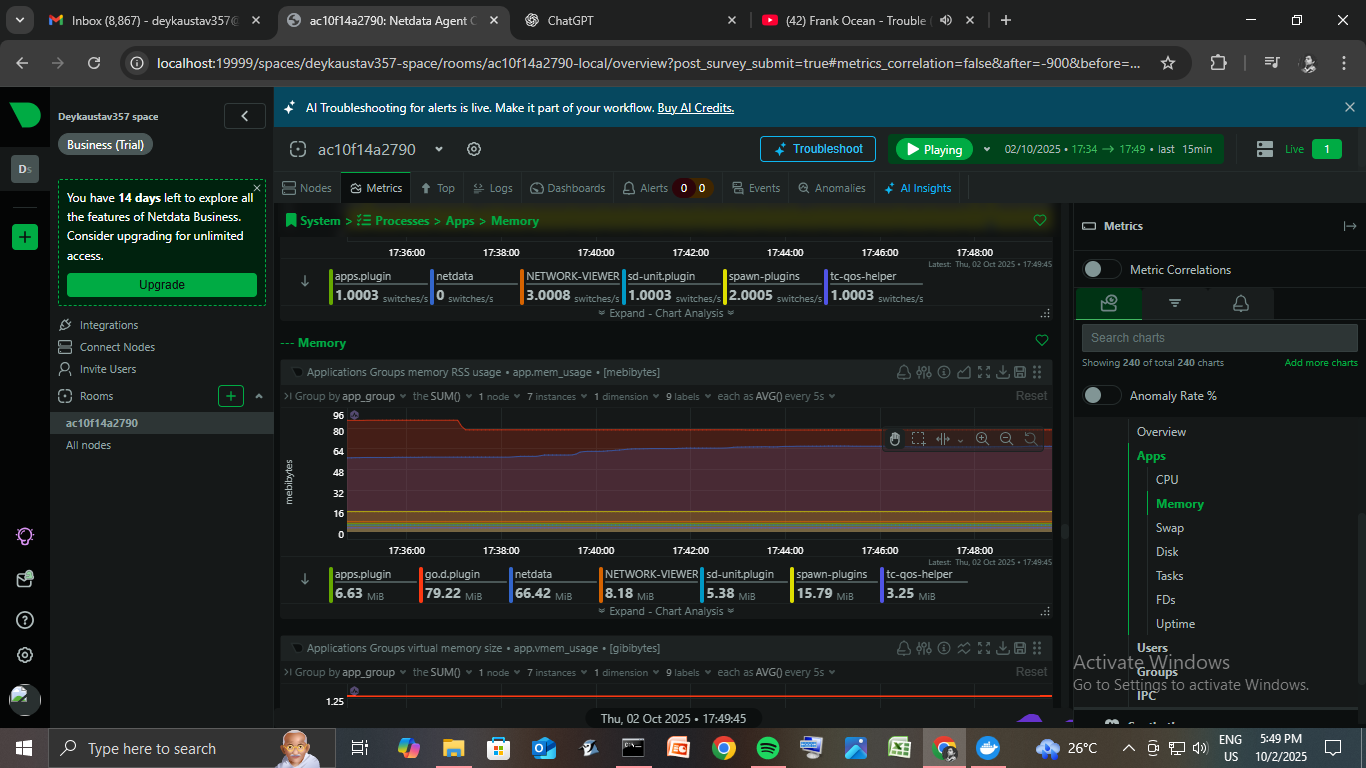 Inbox (8,867) - deykaustav357@
ac10f14a2790: Netdata Agent C
ChatGPT
(42) Frank Ocean - Trouble
localhost:19999/spaces/deykaustav357-space/rooms/ac10f14a2790-local/overview?post_survey_submit=true#metrics_correlation=false&after=-900&before=...
AI Troubleshooting for alerts is live. Make it part of your workflow. Buy AI Credits.
Deykaustav357 space
Business (Trial)
Ds
You have 14 days left to explore all
the features of Netdata Business.
Consider upgrading for unlimited
access.
Upgrade
Integrations
Connect Nodes
Invite Users
Rooms
ac10f14a2790
All nodes
ac10f14a2790
Troubleshoot
Playing
02/10/2025 • 17:34 → 17:49 • last 15min
Live
1
Nodes
Metrics
Top
Logs
Dashboards
Alerts
0
0
Events
Anomalies
AI Insights
System > Processes > Apps > Memory
17:36:00 17:38:00 17:40:00 17:42:00 17:44:00 17:46:00 17:48:00
Latest: Thu, 02 Oct 2025 • 17:49:45
apps.plugin netdata NETWORK-VIEWER sd-unit.plugin spawn-plugins tc-qos-helper
1.0003 switches/s 0 switches/s 3.0008 switches/s 1.0003 switches/s 2.0005 switches/s 1.0003 switches/s
Expand - Chart Analysis
--- Memory
Applications Groups memory RSS usage • app.mem_usage • [mebibytes]
Group by app_group the SUM() 1 node 7 instances 1 dimension 9 labels each as AVG() every 5s Reset
96
80
64
48
32
16
0
mebibytes
17:36:00 17:38:00 17:40:00 17:42:00 17:44:00 17:46:00 17:48:00
Latest: Thu, 02 Oct 2025 • 17:49:45
apps.plugin go.d.plugin netdata NETWORK-VIEWER sd-unit.plugin spawn-plugins tc-qos-helper
6.63 MiB 79.22 MiB 66.42 MiB 8.18 MiB 5.38 MiB 15.79 MiB 3.25 MiB
Expand - Chart Analysis
Applications Groups virtual memory size • app.vmem_usage • [gibibytes]
Group by app_group the SUM() 1 node 7 instances 1 dimension 9 labels each as AVG() every 5s Reset
1.25
Thu, 02 Oct 2025 • 17:49:45
Metrics
Metric Correlations
Search charts
Showing 240 of total 240 charts
Add more charts
Anomaly Rate %
Overview
Apps
CPU
Memory
Swap
Disk
Tasks
FDs
Uptime
Users
Groups
IPC
Activate Windows
Go to Settings to activate Windows.
Type here to search
26°C
ENG
US
5:49 PM
10/2/2025